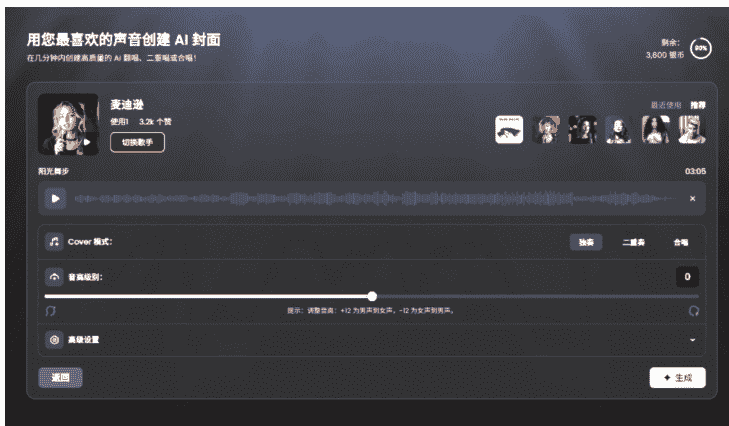 用您最喜欢的声音创建 AI 封面
在几分钟内创建高质量的 AI 翻唱、二重唱或合唱！
剩余：
3,600 银币
80%
麦迪逊
使用1 3.2k 个赞
切换歌手
最近使用 推荐
阳光舞步
03:05
Cover 模式：
独奏 二重奏 合唱
音高级别：
0
提示：调整音高：+12 为男声到女声，-12 为女声到男声。
高级设置
返回
生成